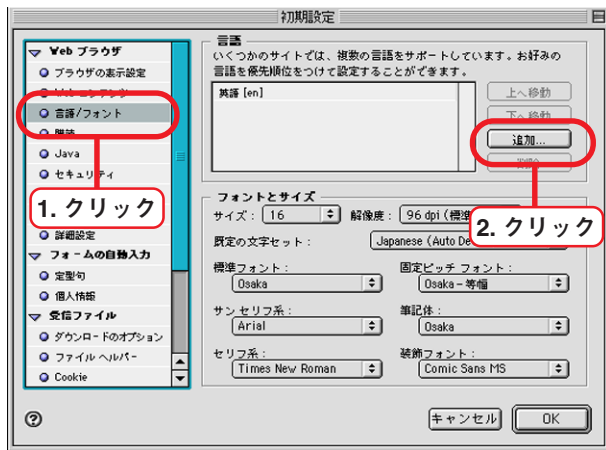 初期設定
Web ブラウザ
ブラウザの表示設定
言語/フォント
Java
セキュリティ
1. クリック
詳細設定
フォームの自動入力
定型句
個人情報
受信ファイル
ダウンロードのオプション
ファイル ヘルパー
Cookie
言語
いくつかのサイトでは、複数の言語をサポートしています。お好みの
言語を優先順位をつけて設定することができます。
英語 [en]
上へ移動
下へ移動
追加...
2. クリック
フォントとサイズ
サイズ： 16 解像度： 96 dpi (標準
既定の文字セット： Japanese (Auto De
標準フォント： 固定ピッチ フォント：
Osaka Osaka－等幅
サンセリフ系： 筆記体：
Arial Osaka
セリフ系： 装飾フォント：
Times New Roman Comic Sans MS
?
キャンセル OK